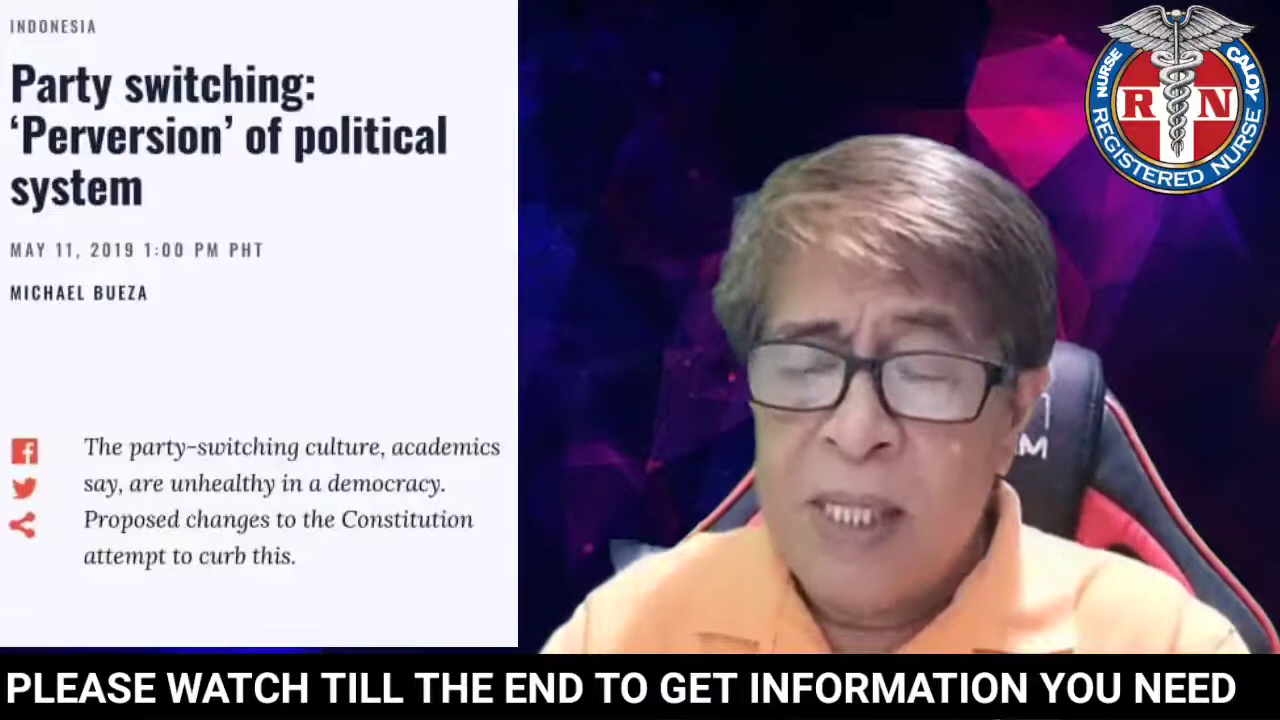 INDONESIA
Party switching:
‘Perversion’ of political
system
MAY 11, 2019 1:00 PM PHT
MICHAEL BUEZA
The party-switching culture, academics
say, are unhealthy in a democracy.
Proposed changes to the Constitution
attempt to curb this.
NURSE CALOY
R N
REGISTERED NURSE
PLEASE WATCH TILL THE END TO GET INFORMATION YOU NEED